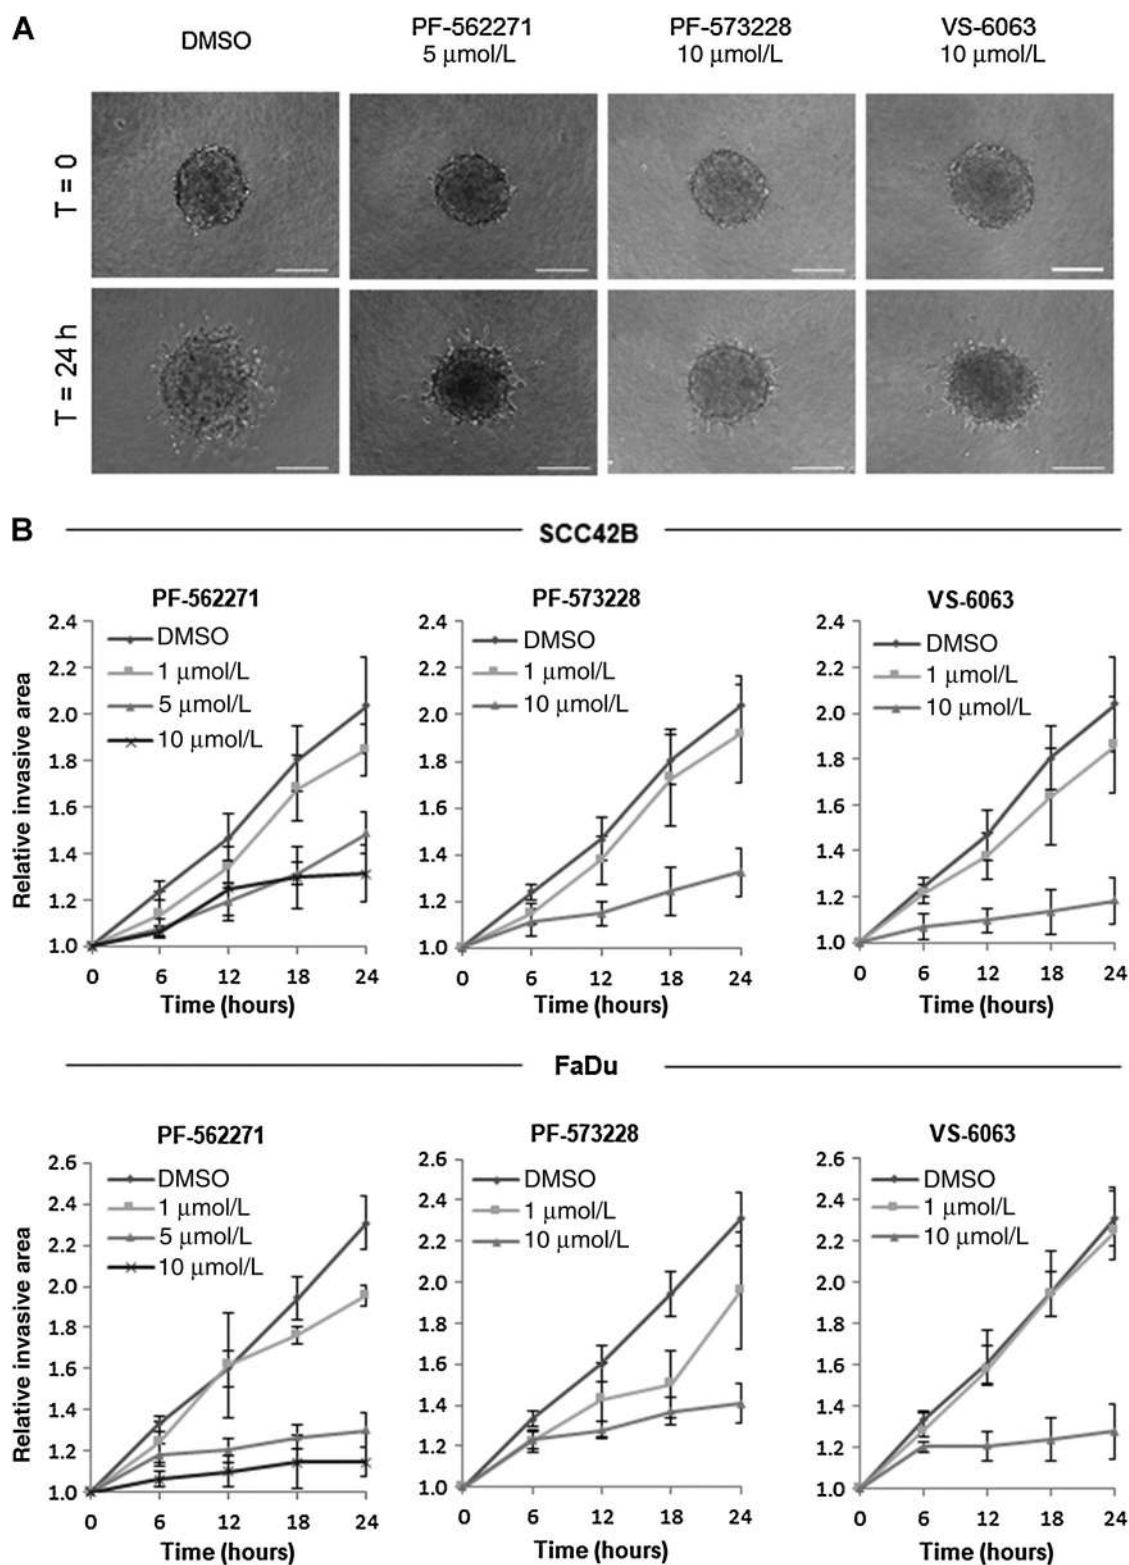 A
DMSO
PF-562271
5 μmol/L
PF-573228
10 μmol/L
VS-6063
10 μmol/L
T = 0
T = 24 h
B
SCC42B
PF-562271
DMSO
1 μmol/L
5 μmol/L
10 μmol/L
2.4
2.2
2.0
1.8
1.6
1.4
1.2
1.0
Relative invasive area
0 6 12 18 24
Time (hours)
PF-573228
DMSO
1 μmol/L
10 μmol/L
2.4
2.2
2.0
1.8
1.6
1.4
1.2
1.0
0 6 12 18 24
Time (hours)
VS-6063
DMSO
1 μmol/L
10 μmol/L
2.4
2.2
2.0
1.8
1.6
1.4
1.2
1.0
0 6 12 18 24
Time (hours)
FaDu
PF-562271
DMSO
1 μmol/L
5 μmol/L
10 μmol/L
2.6
2.4
2.2
2.0
1.8
1.6
1.4
1.2
1.0
Relative invasive area
0 6 12 18 24
Time (hours)
PF-573228
DMSO
1 μmol/L
10 μmol/L
2.6
2.4
2.2
2.0
1.8
1.6
1.4
1.2
1.0
0 6 12 18 24
Time (hours)
VS-6063
DMSO
1 μmol/L
10 μmol/L
2.6
2.4
2.2
2.0
1.8
1.6
1.4
1.2
1.0
0 6 12 18 24
Time (hours)